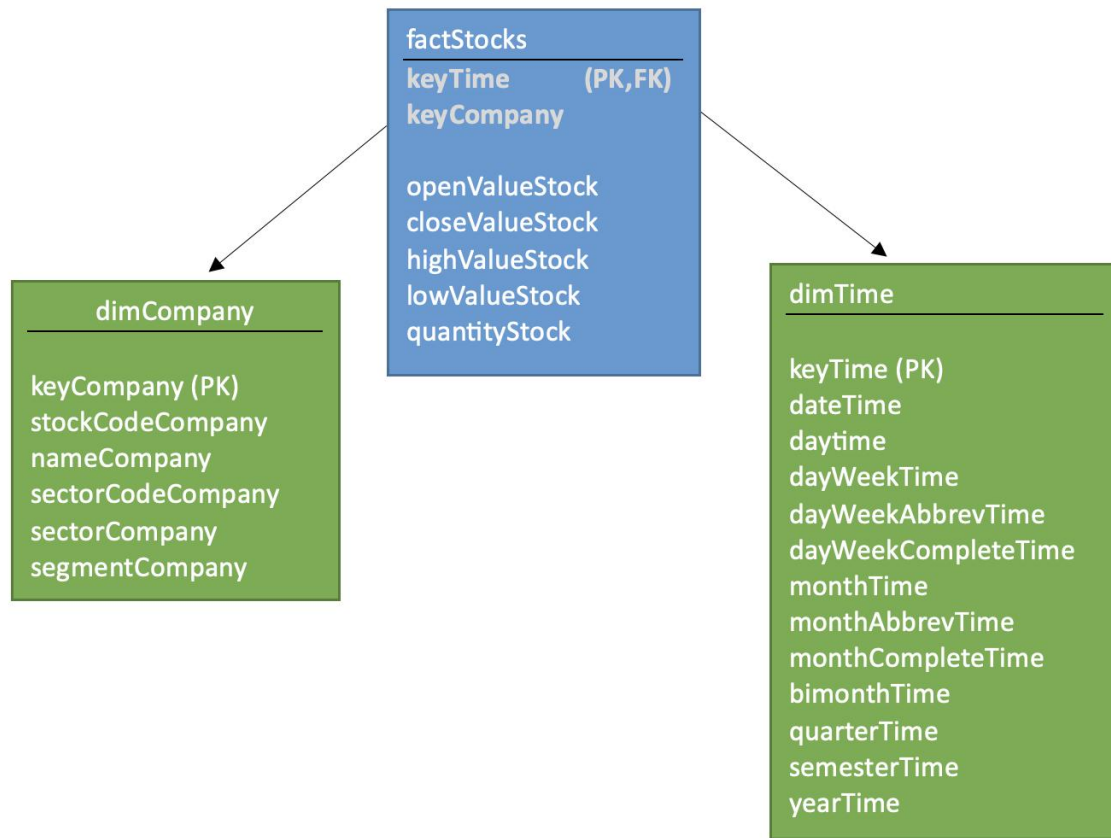 factStocks
keyTime (PK,FK)
keyCompany
openValueStock
closeValueStock
highValueStock
lowValueStock
quantityStock
dimCompany
keyCompany (PK)
stockCodeCompany
nameCompany
sectorCodeCompany
sectorCompany
segmentCompany
dimTime
keyTime (PK)
dateTime
daytime
dayWeekTime
dayWeekAbbrevTime
dayWeekCompleteTime
monthTime
monthAbbrevTime
monthCompleteTime
bimonthTime
quarterTime
semesterTime
yearTime